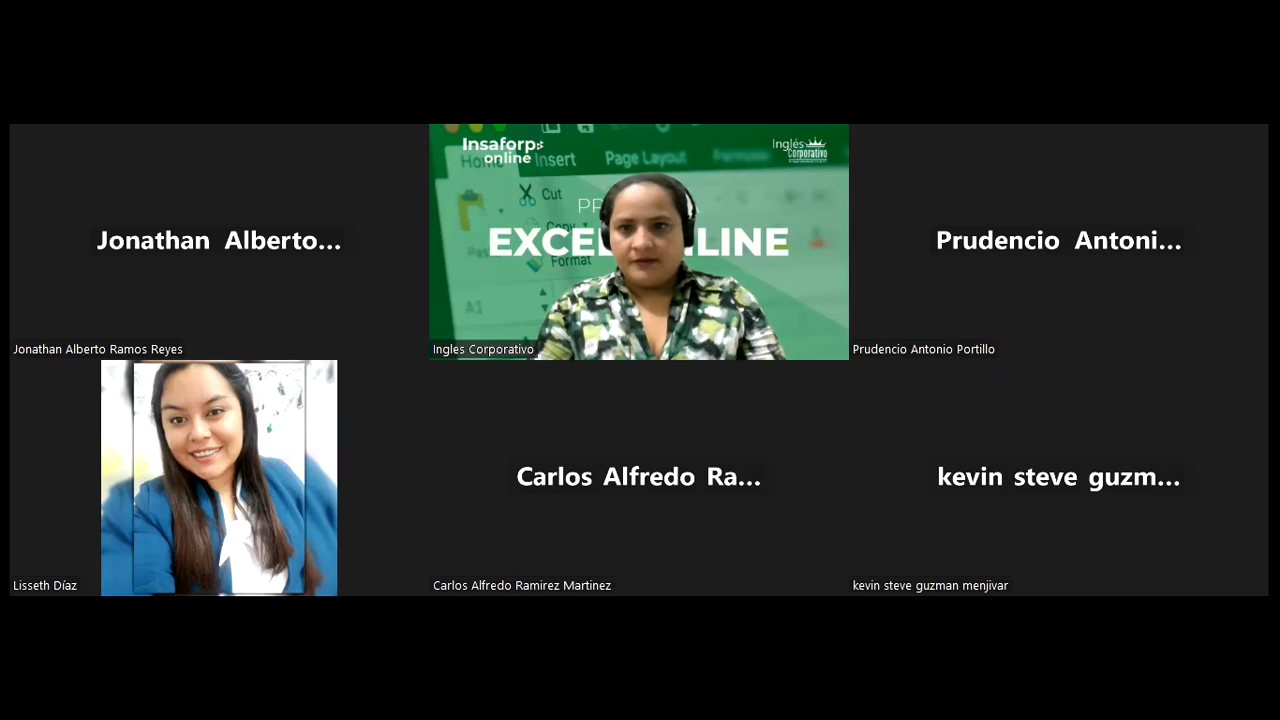 Jonathan Alberto...
Jonathan Alberto Ramos Reyes
Insaforp
online
Inglés
Corporativo
Home Insert Page Layout Formulas
Cut
PR
Copy
EXCEL LINE
Format
A1
Ingles Corporativo
Prudencio Antoni...
Prudencio Antonio Portillo
Lisseth Díaz
Carlos Alfredo Ra...
Carlos Alfredo Ramirez Martinez
kevin steve guzm...
kevin steve guzman menjivar